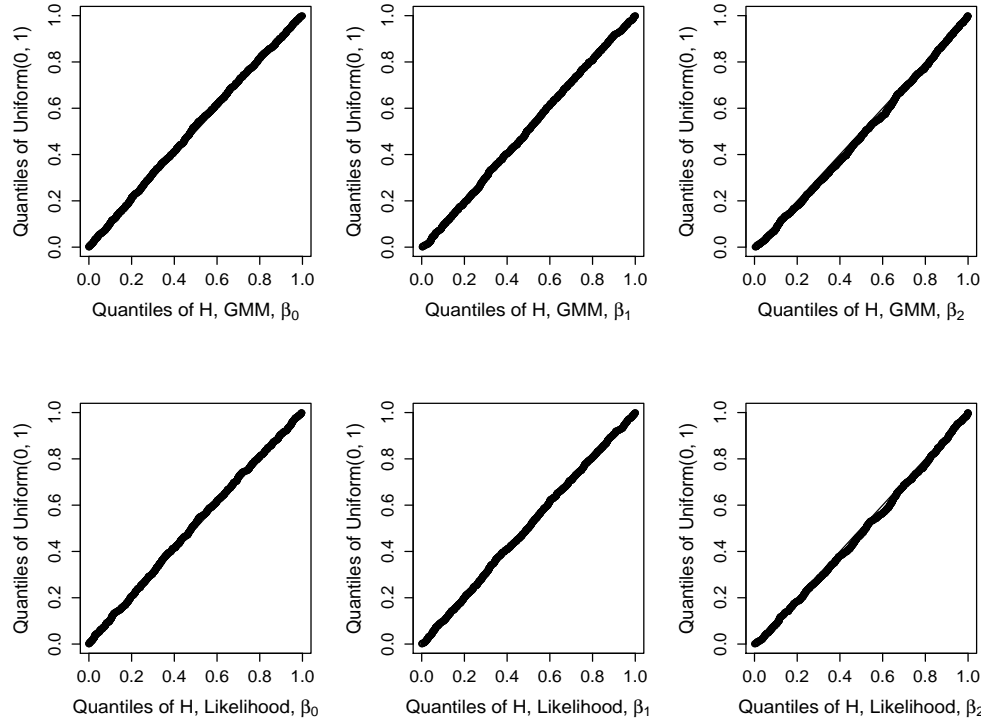 Quantiles of Uniform(0, 1)
0.0 0.2 0.4 0.6 0.8 1.0
0.0 0.2 0.4 0.6 0.8 1.0
Quantiles of H, GMM, β0
Quantiles of Uniform(0, 1)
0.0 0.2 0.4 0.6 0.8 1.0
0.0 0.2 0.4 0.6 0.8 1.0
Quantiles of H, GMM, β1
Quantiles of Uniform(0, 1)
0.0 0.2 0.4 0.6 0.8 1.0
0.0 0.2 0.4 0.6 0.8 1.0
Quantiles of H, GMM, β2
Quantiles of Uniform(0, 1)
0.0 0.2 0.4 0.6 0.8 1.0
0.0 0.2 0.4 0.6 0.8 1.0
Quantiles of H, Likelihood, β0
Quantiles of Uniform(0, 1)
0.0 0.2 0.4 0.6 0.8 1.0
0.0 0.2 0.4 0.6 0.8 1.0
Quantiles of H, Likelihood, β1
Quantiles of Uniform(0, 1)
0.0 0.2 0.4 0.6 0.8 1.0
0.0 0.2 0.4 0.6 0.8 1.0
Quantiles of H, Likelihood, β2